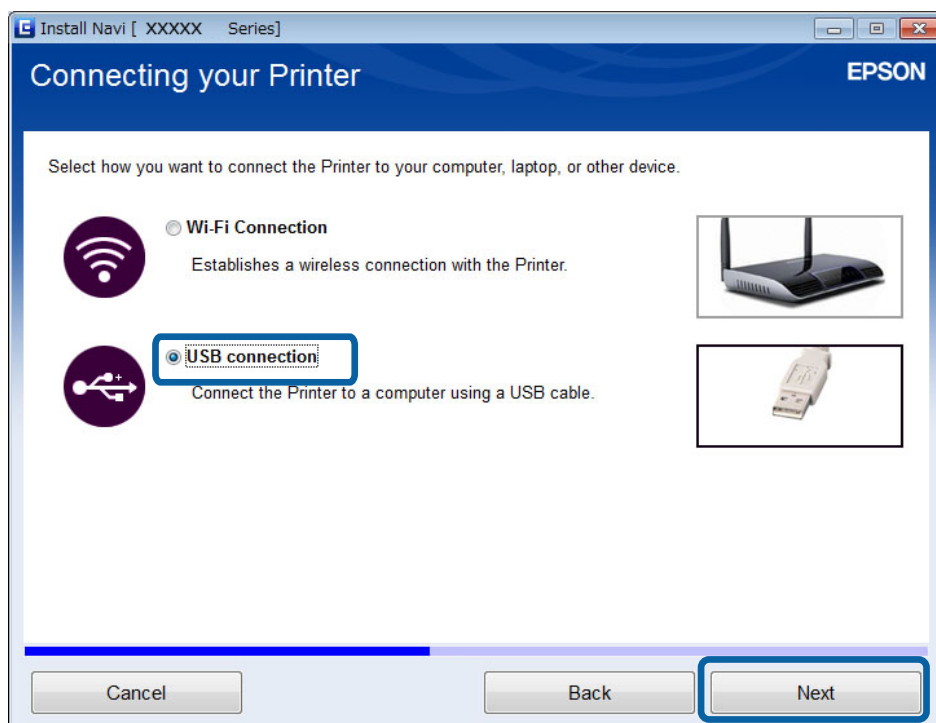 Install Navi [ XXXXX Series]
Connecting your Printer
EPSON
Select how you want to connect the Printer to your computer, laptop, or other device.
Wi-Fi Connection
Establishes a wireless connection with the Printer.
USB connection
Connect the Printer to a computer using a USB cable.
Cancel
Back
Next